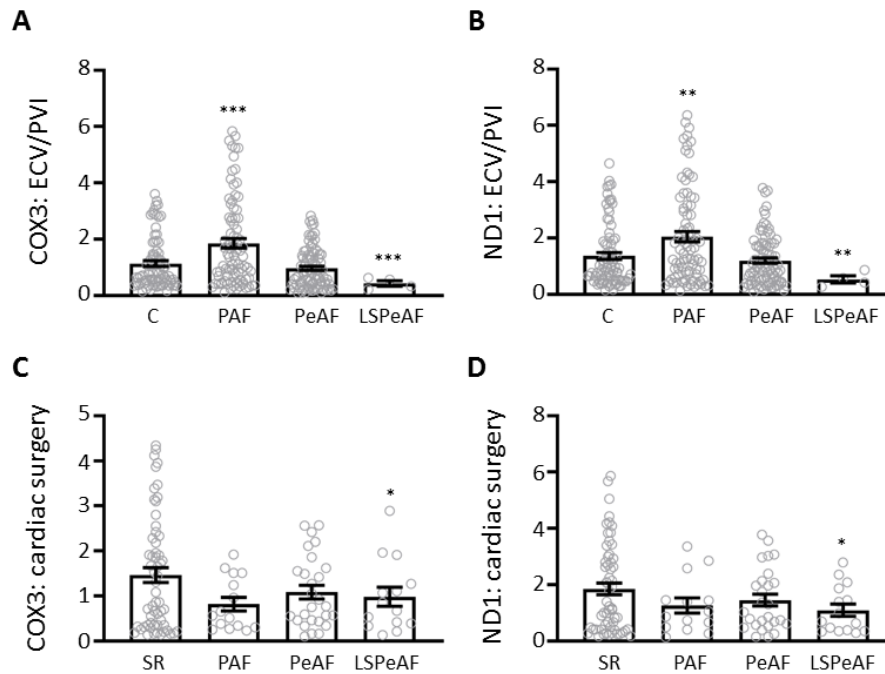 A
COX3: ECV/PVI
8
6
4
2
0
***
***
C PAF PeAF LSPeAF
B
ND1: ECV/PVI
8
6
4
2
0
**
**
C PAF PeAF LSPeAF
C
COX3: cardiac surgery
5
4
3
2
1
0
*
SR PAF PeAF LSPeAF
D
ND1: cardiac surgery
8
6
4
2
0
*
SR PAF PeAF LSPeAF